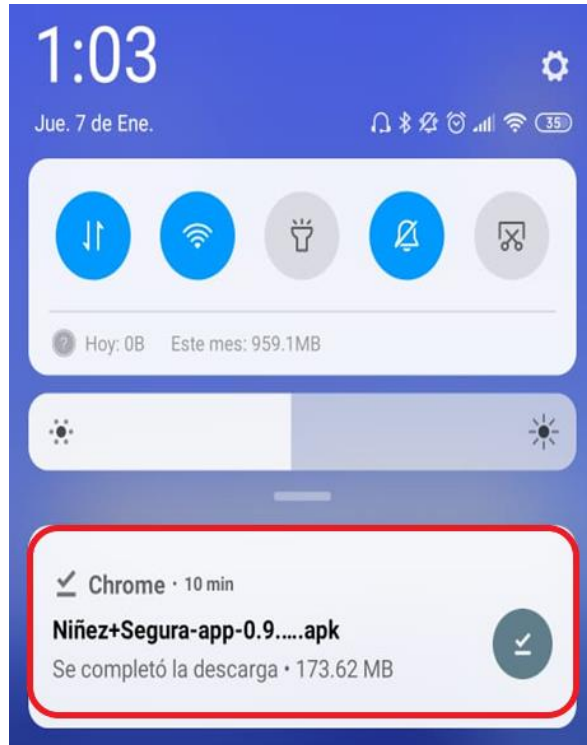 1:03
Jue. 7 de Ene.
35
Hoy: 0B Este mes: 959.1MB
Chrome · 10 min
Niñez+Segura-app-0.9.....apk
Se completó la descarga • 173.62 MB